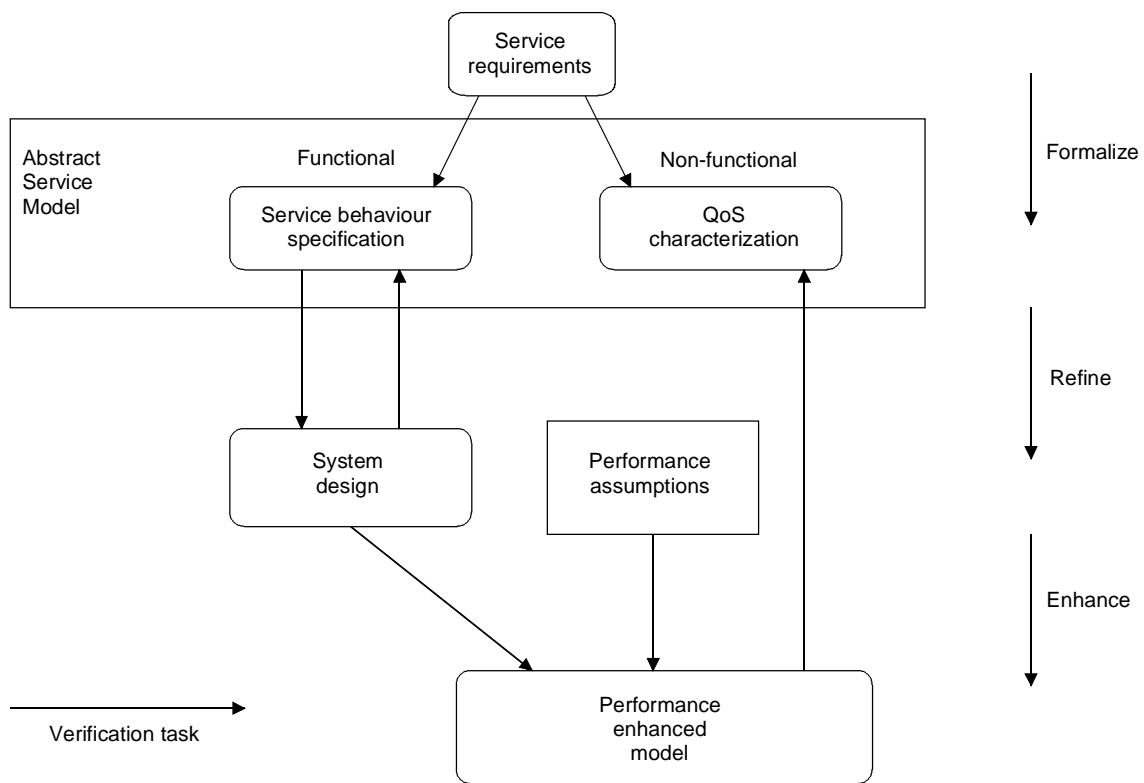 Service
requirements
Abstract
Service
Model
Functional
Non-functional
Formalize
Service behaviour
specification
QoS
characterization
Refine
System
design
Performance
assumptions
Enhance
Performance
enhanced
model
Verification task